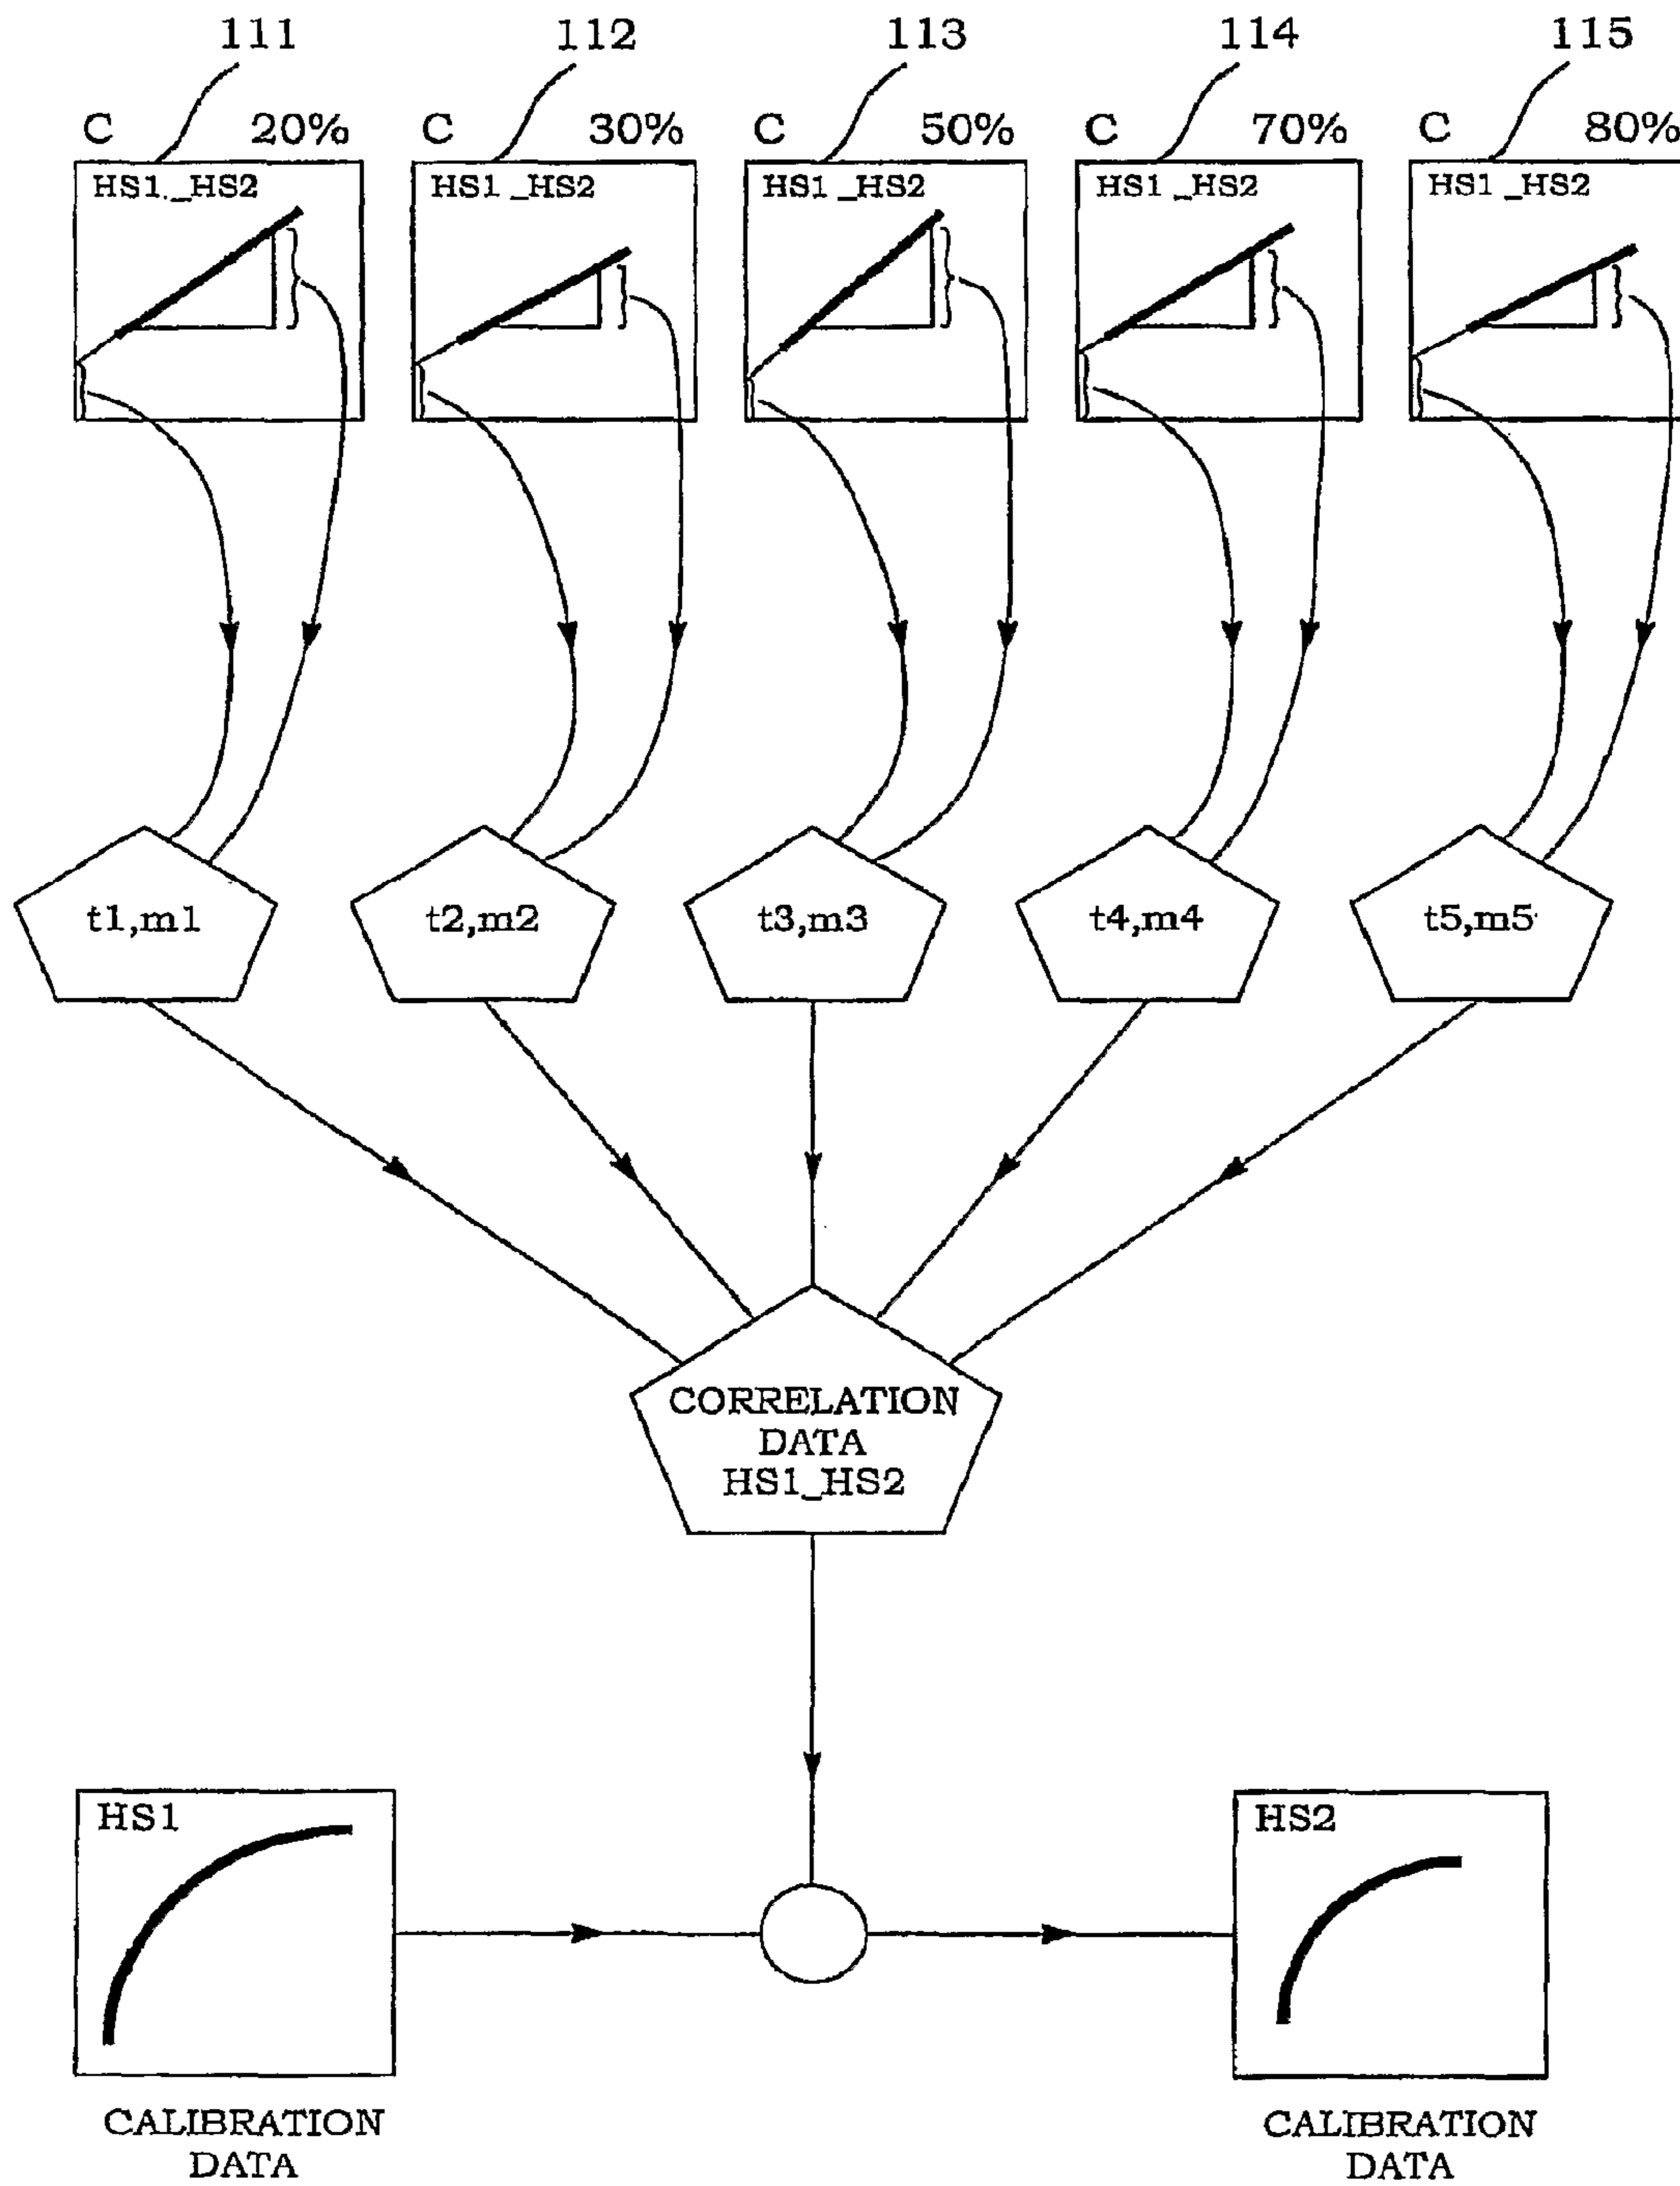 111 112 113 114 115
C 20% C 30% C 50% C 70% C 80%
HS1_HS2 HS1_HS2 HS1_HS2 HS1_HS2 HS1_HS2
t1,m1 t2,m2 t3,m3 t4,m4 t5,m5
CORRELATION
DATA
HS1_HS2
HS1 HS2
CALIBRATION CALIBRATION
DATA DATA